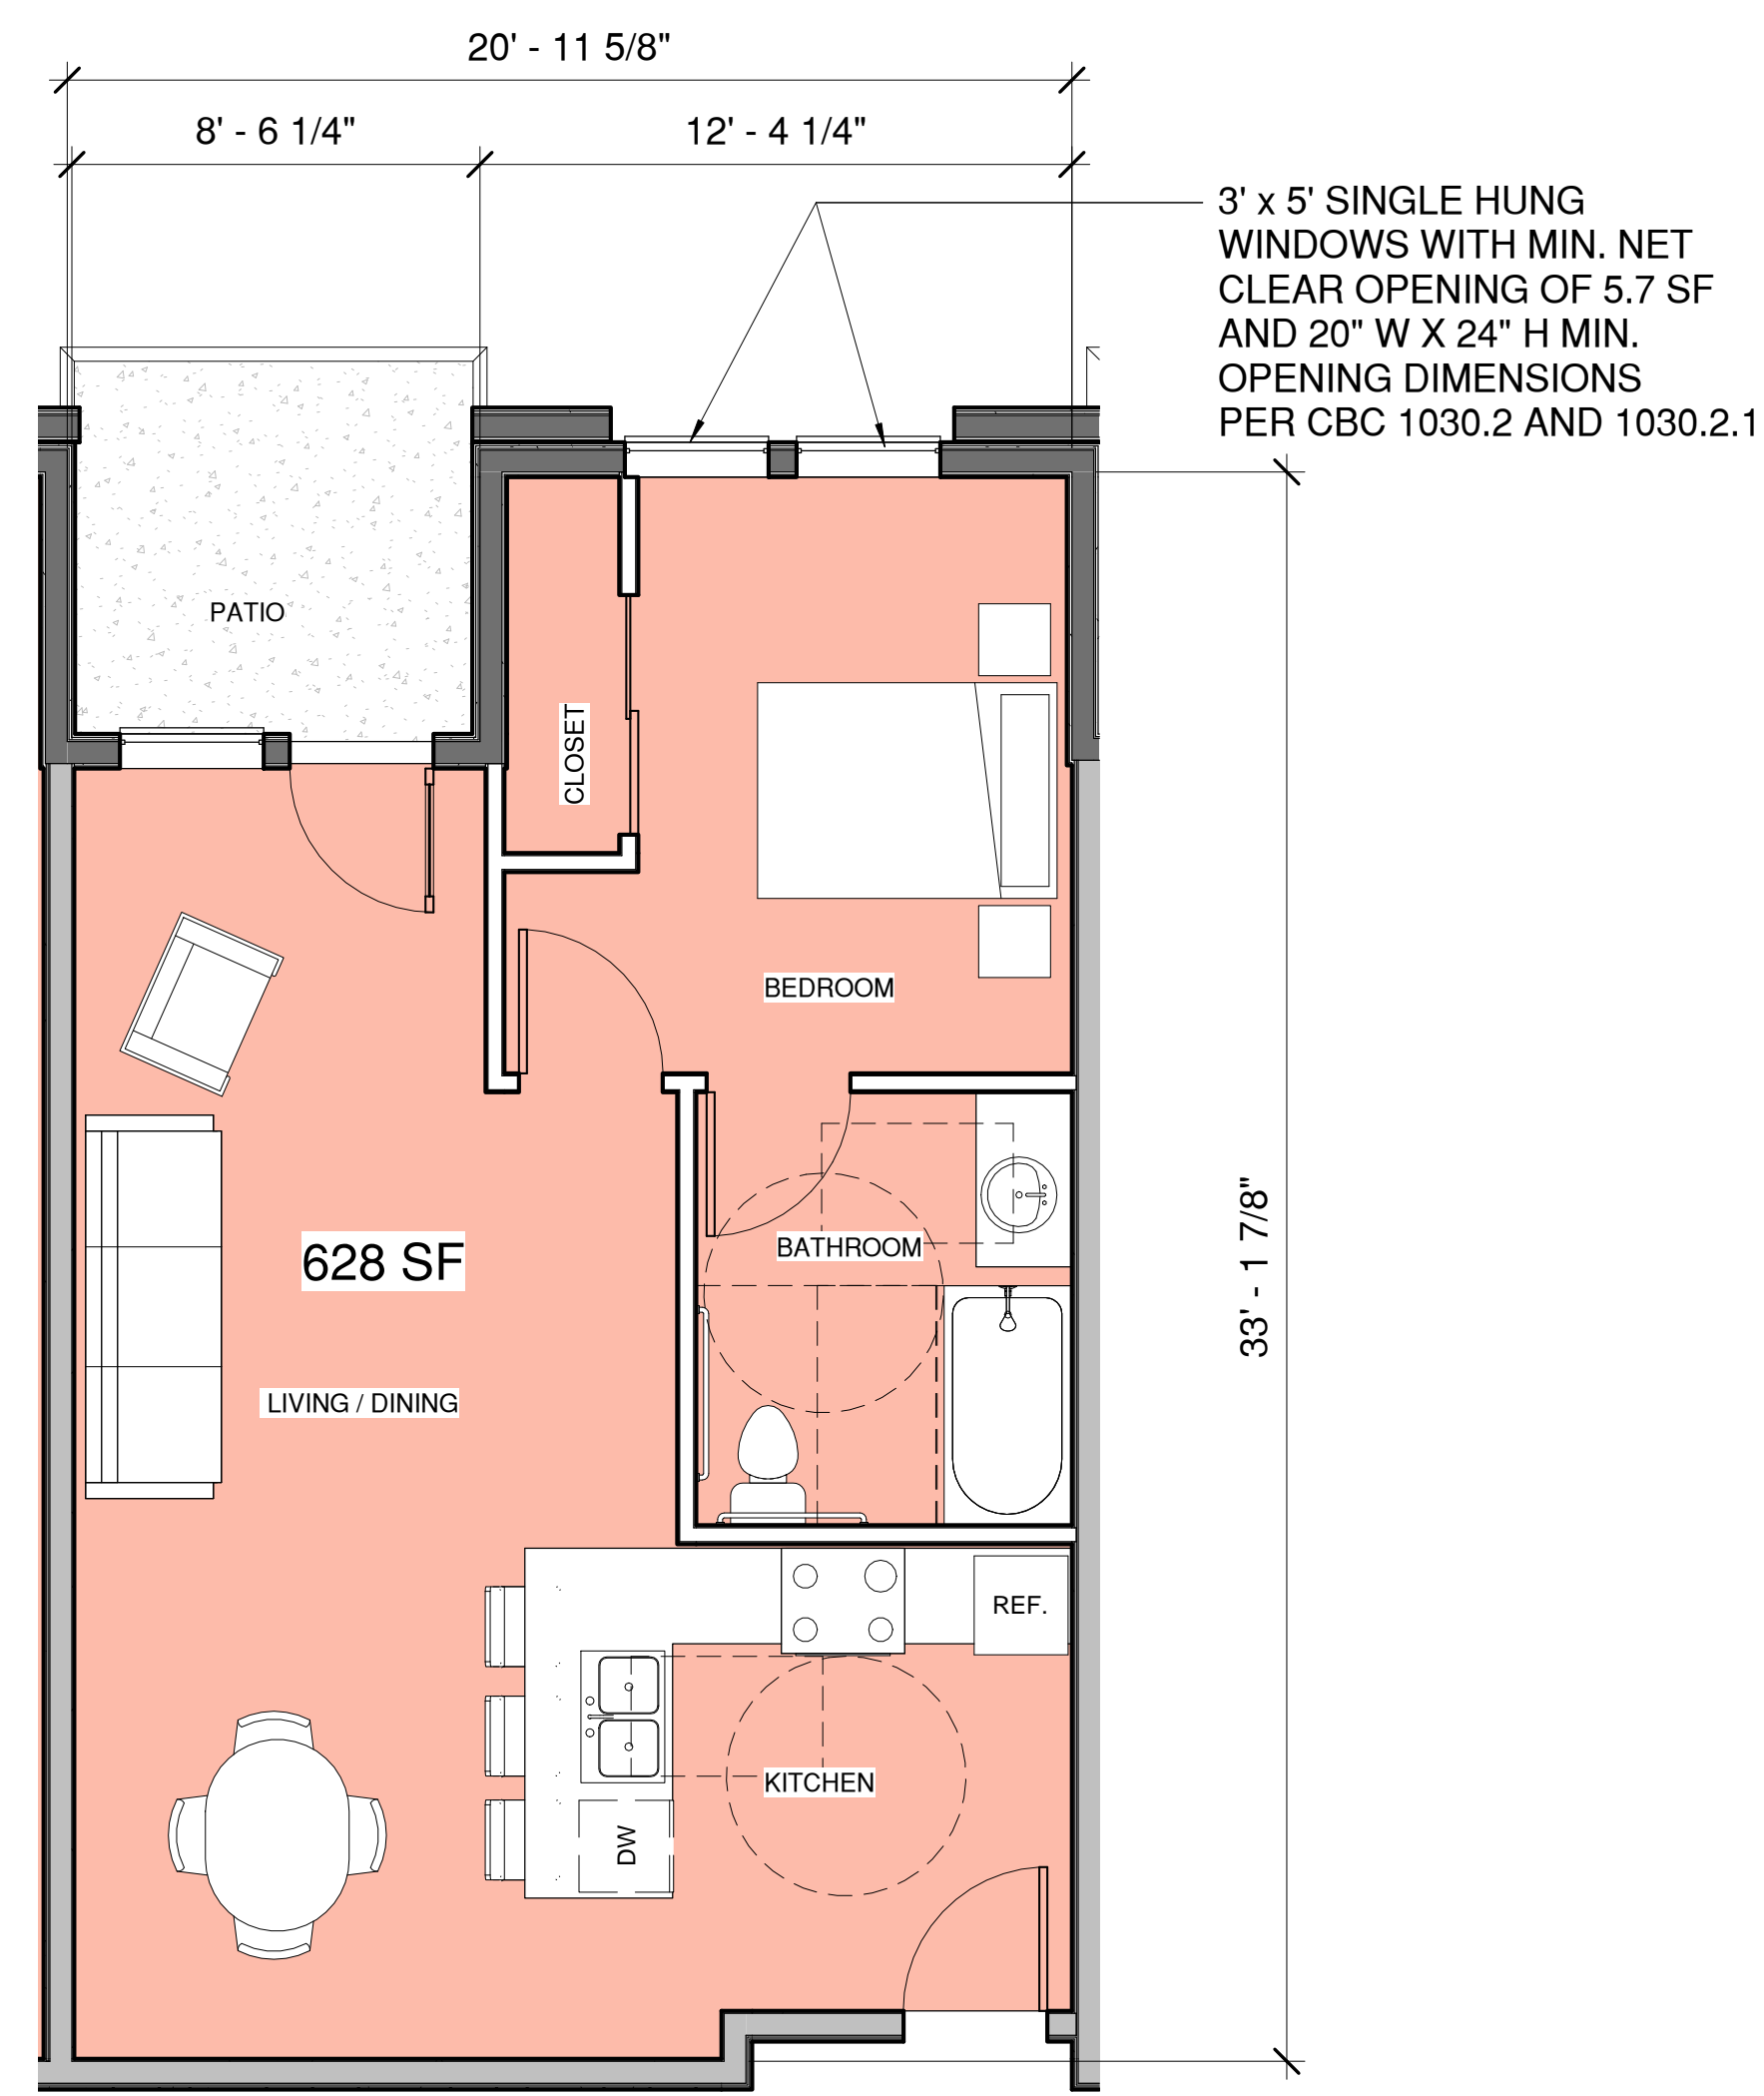 20' - 11 5/8"
8' - 6 1/4"
12' - 4 1/4"
3' x 5' SINGLE HUNG
WINDOWS WITH MIN. NET
CLEAR OPENING OF 5.7 SF
AND 20" W X 24" H MIN.
OPENING DIMENSIONS
PER CBC 1030.2 AND 1030.2.1
PATIO
CLOSET
BEDROOM
BATHROOM
628 SF
33' - 1 7/8"
LIVING / DINING
REF.
KITCHEN
DW